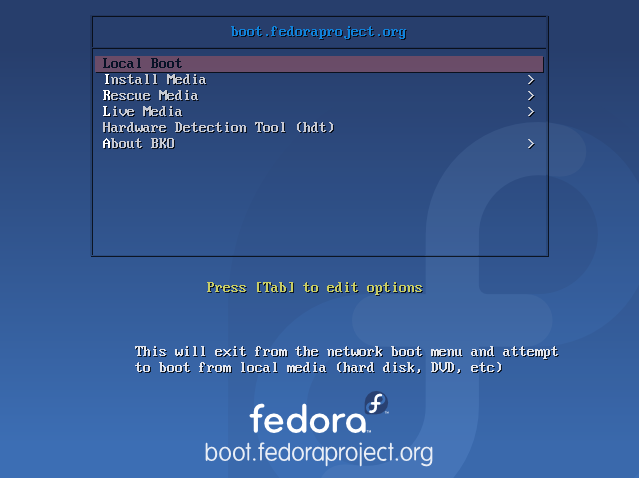 boot.fedoraproject.org
Local Boot
Install Media >
Rescue Media >
Live Media >
Hardware Detection Tool (hdt)
About BKO >
Press [Tab] to edit options
This will exit from the network boot menu and attempt
to boot from local media (hard disk, DVD, etc)
fedora™
boot.fedoraproject.org